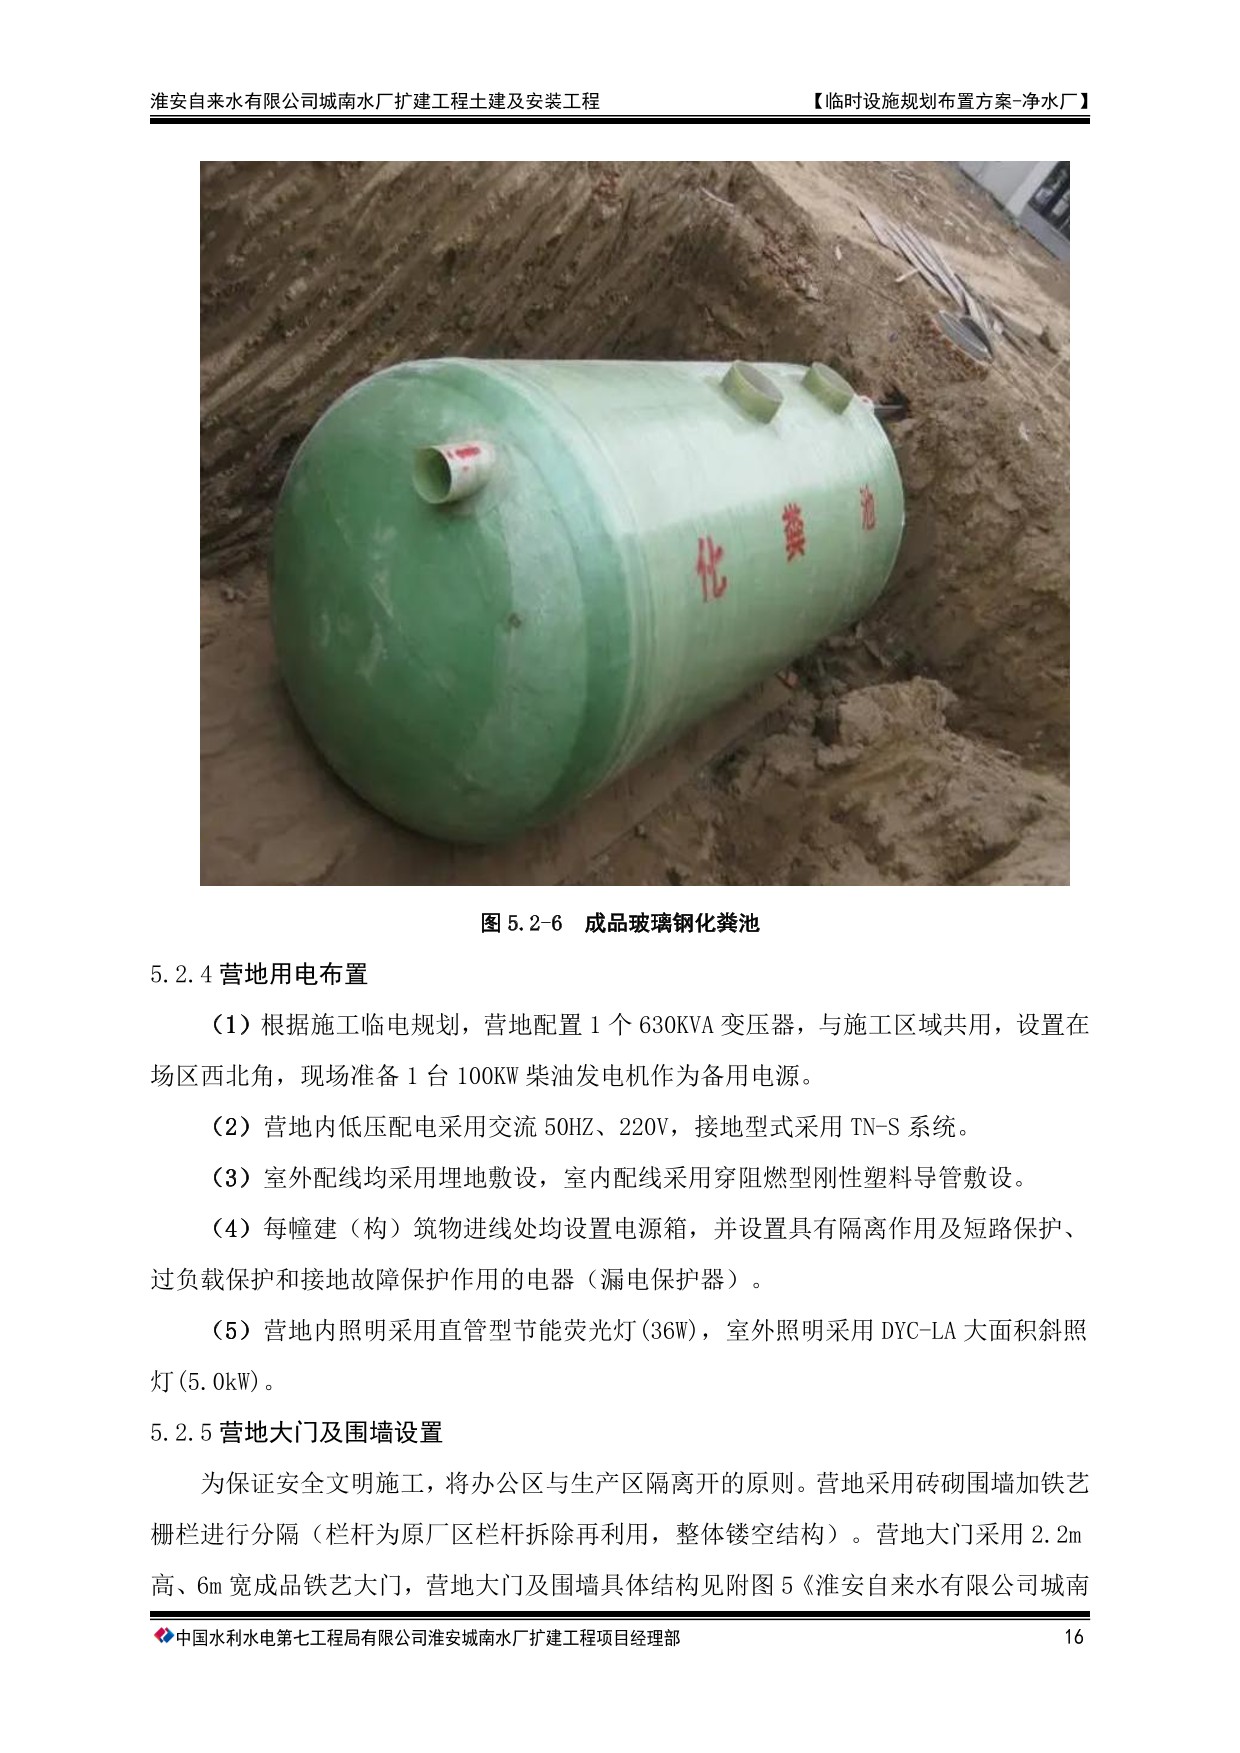 淮安自来水有限公司城南水厂扩建工程土建及安装工程 【临时设施规划布置方案-净水厂】
化粪池
图 5.2-6 成品玻璃钢化粪池
5.2.4 营地用电布置
（1）根据施工临电规划，营地配置 1 个 630KVA 变压器，与施工区域共用，设置在
场区西北角，现场准备 1 台 100KW 柴油发电机作为备用电源。
（2）营地内低压配电采用交流 50HZ、220V，接地型式采用 TN-S 系统。
（3）室外配线均采用埋地敷设，室内配线采用穿阻燃型刚性塑料导管敷设。
（4）每幢建（构）筑物进线处均设置电源箱，并设置具有隔离作用及短路保护、
过负载保护和接地故障保护作用的电器（漏电保护器）。
（5）营地内照明采用直管型节能荧光灯(36W)，室外照明采用 DYC-LA 大面积斜照
灯(5.0kW)。
5.2.5 营地大门及围墙设置
为保证安全文明施工，将办公区与生产区隔离开的原则。营地采用砖砌围墙加铁艺
栅栏进行分隔（栏杆为原厂区栏杆拆除再利用，整体镂空结构）。营地大门采用 2.2m
高、6m 宽成品铁艺大门，营地大门及围墙具体结构见附图 5《淮安自来水有限公司城南
中国水利水电第七工程局有限公司淮安城南水厂扩建工程项目经理部 16